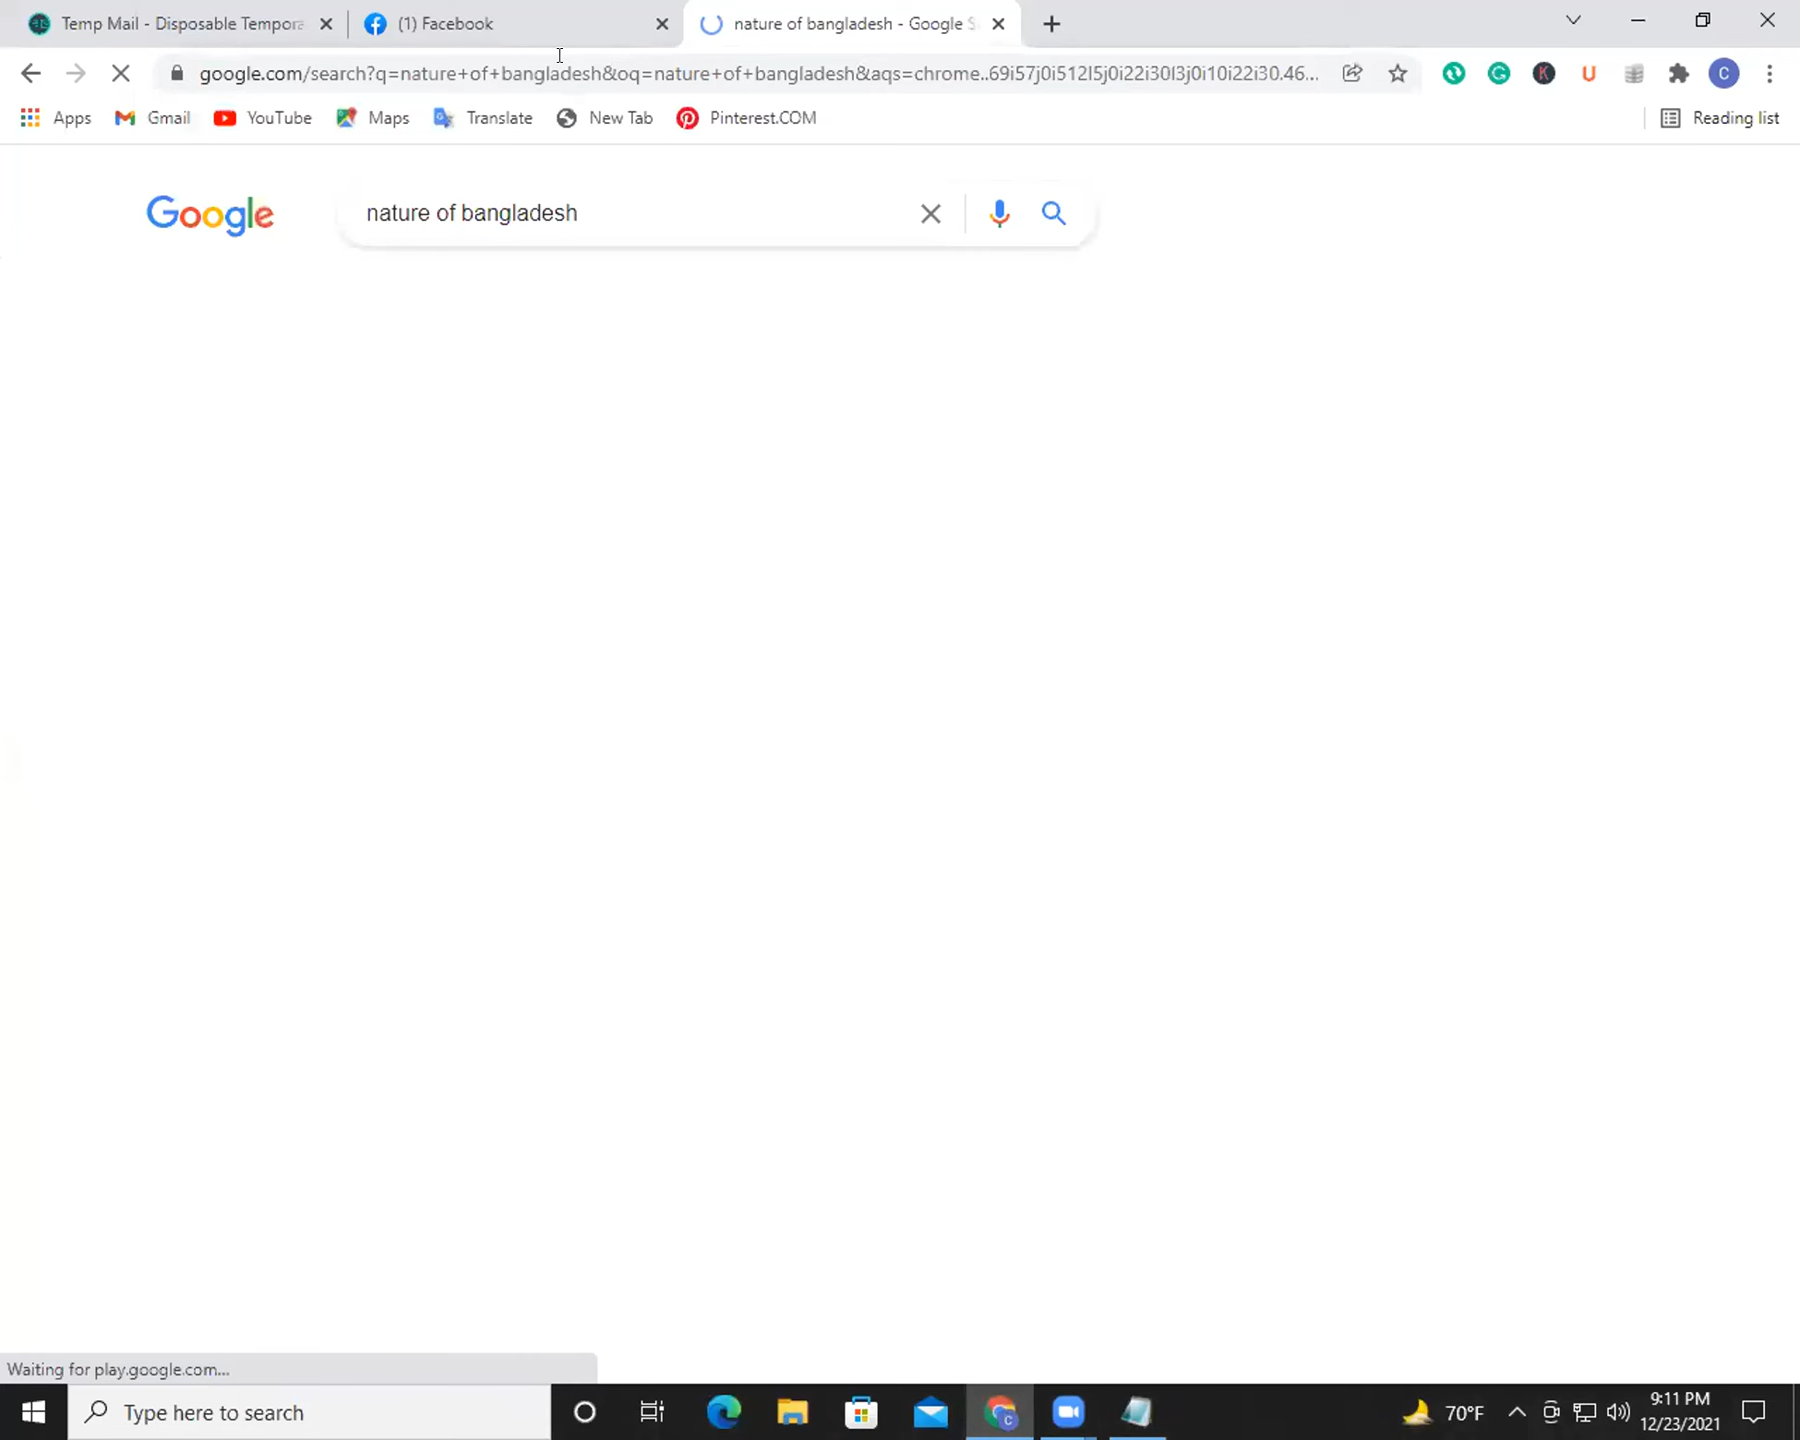 Temp Mail - Disposable Tempora
(1) Facebook
nature of bangladesh - Google S
google.com/search?q=nature+of+bangladesh&oq=nature+of+bangladesh&aqs=chrome..69i57j0i512l5j0i22i30l3j0i10i22i30.46...
C
Apps
Gmail
YouTube
Maps
Translate
New Tab
Pinterest.COM
Reading list
Google
nature of bangladesh
Waiting for play.google.com...
Type here to search
70°F
9:11 PM
12/23/2021